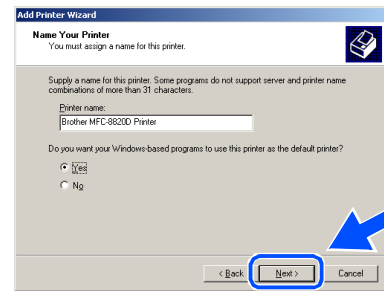 Add Printer Wizard
Name Your Printer
You must assign a name for this printer.
Supply a name for this printer. Some programs do not support server and printer name
combinations of more than 31 characters.
Printer name:
Brother MFC-8820D Printer
Do you want your Windows-based programs to use this printer as the default printer?
Yes
No
< Back
Next >
Cancel